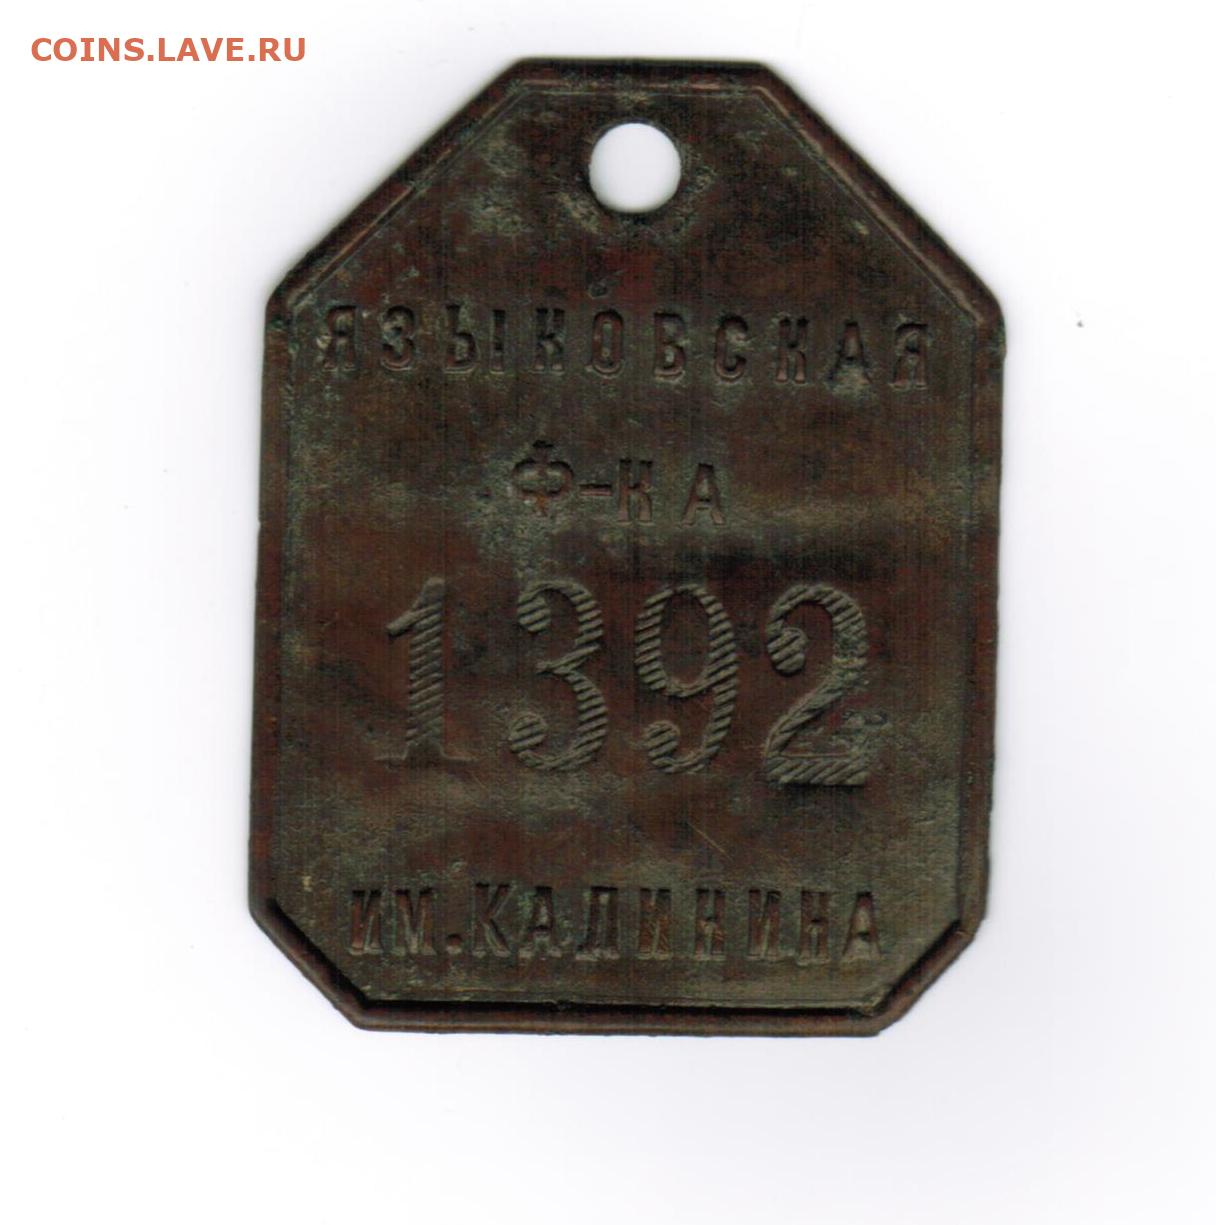 COINS.LAVE.RU
ЯЗЫКОВСКАЯ
Ф-КА
1392
ИМ.КАЛИНИНА